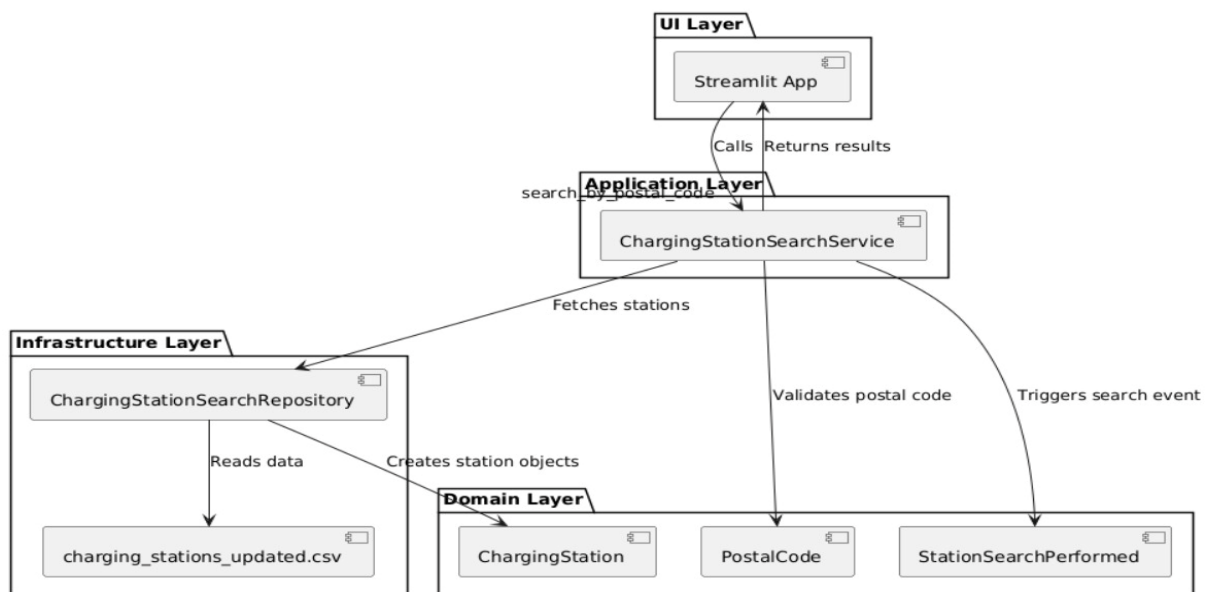 UI Layer
Streamlit App
Calls
Returns results
Application Layer
search_by_postal_code
ChargingStationSearchService
Fetches stations
Infrastructure Layer
ChargingStationSearchRepository
Validates postal code
Triggers search event
Reads data
Creates station objects
Domain Layer
charging_stations_updated.csv
ChargingStation
PostalCode
StationSearchPerformed